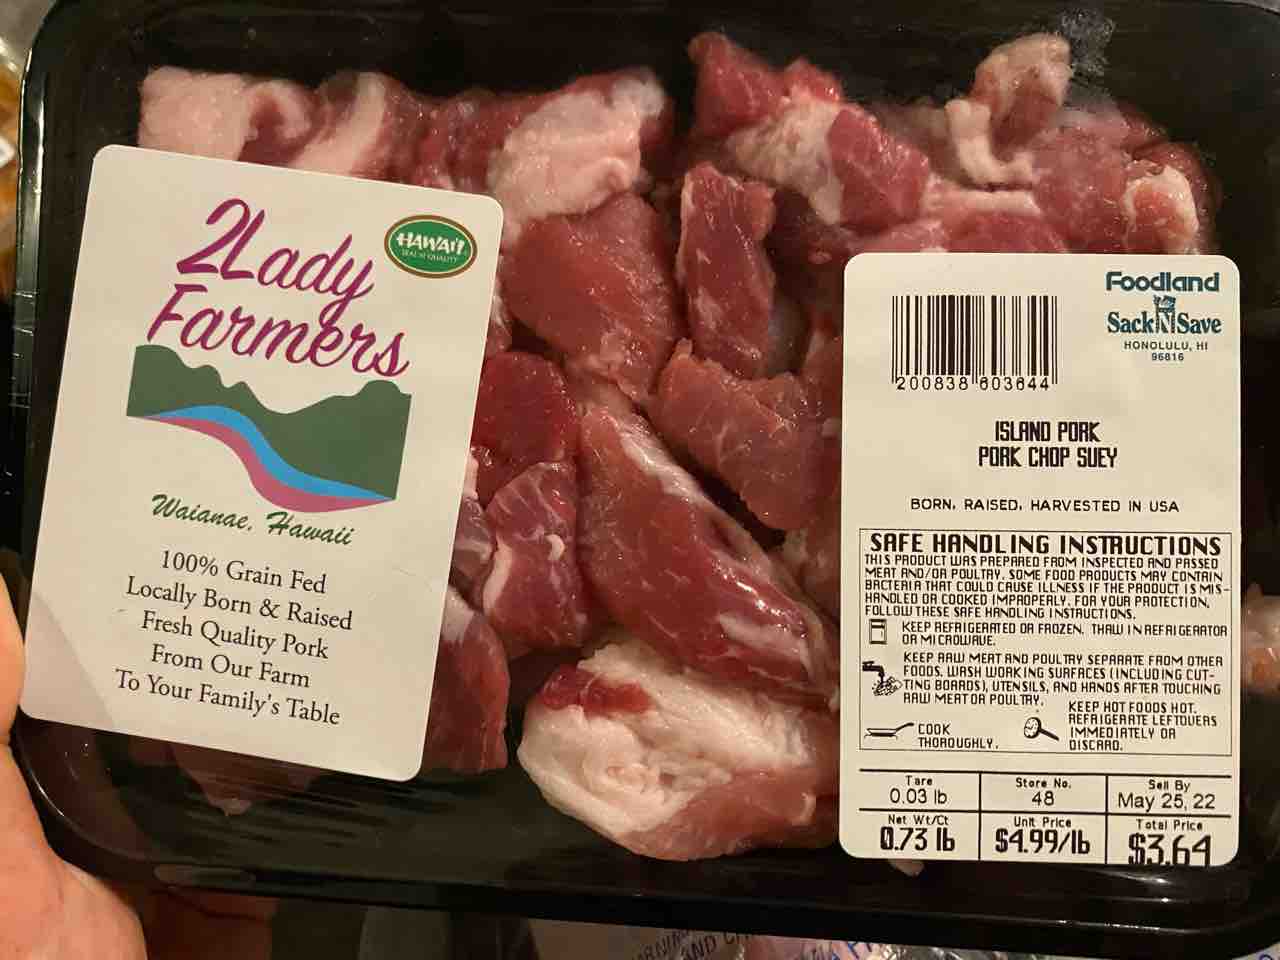 2Lady
Farmers
HAWAI'I
SEAL OF QUALITY
Waianae, Hawaii
100% Grain Fed
Locally Born & Raised
Fresh Quality Pork
From Our Farm
To Your Family's Table
Foodland
Sack N Save
HONOLULU, HI
96816
200838 603644
ISLAND PORK
PORK CHOP SUEY
BORN, RAISED, HARVESTED IN USA
SAFE HANDLING INSTRUCTIONS
THIS PRODUCT WAS PREPARED FROM INSPECTED AND PASSED
MEAT AND/OR POULTRY. SOME FOOD PRODUCTS MAY CONTAIN
BACTERIA THAT COULD CAUSE ILLNESS IF THE PRODUCT IS MIS-
HANDLED OR COOKED IMPROPERLY. FOR YOUR PROTECTION,
FOLLOW THESE SAFE HANDLING INSTRUCTIONS.
KEEP REFRIGERATED OR FROZEN. THAW IN REFRIGERATOR
OR MICROWAVE.
KEEP RAW MEAT AND POULTRY SEPARATE FROM OTHER
FOODS. WASH WORKING SURFACES (INCLUDING CUT-
TING BOARDS), UTENSILS, AND HANDS AFTER TOUCHING
RAW MEAT OR POULTRY.
COOK
THOROUGHLY.
KEEP HOT FOODS HOT.
REFRIGERATE LEFTOVERS
IMMEDIATELY OR
DISCARD.
Tare
0.03 lb
Store No.
48
Sell By
May 25, 22
Net Wt/Ct
0.73 lb
Unit Price
$4.99/lb
Total Price
$3.64